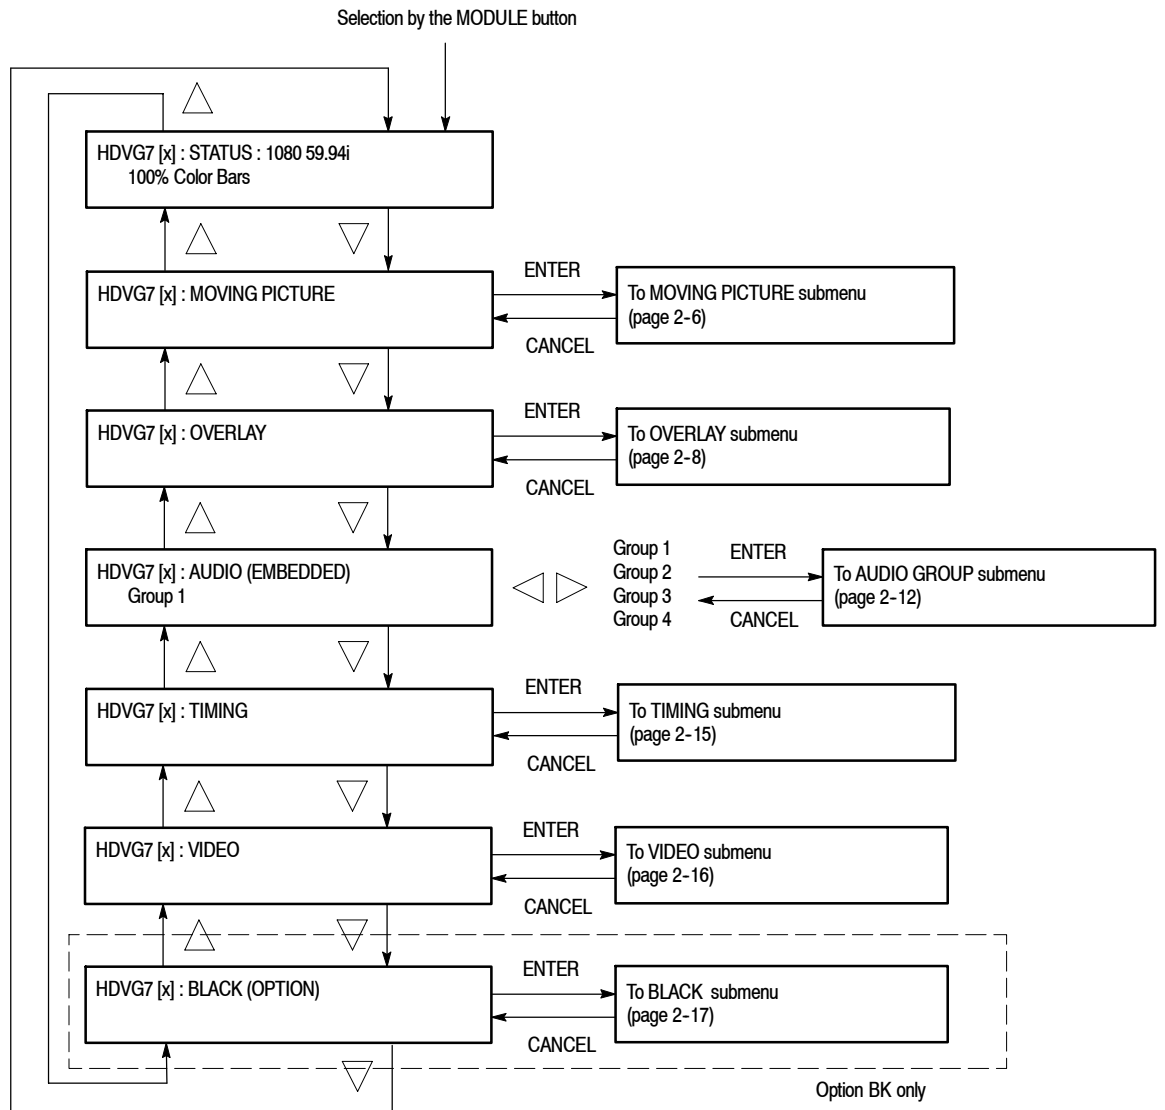 Selection by the MODULE button
HDVG7 [x] : STATUS : 1080 59.94i
100% Color Bars
HDVG7 [x] : MOVING PICTURE
ENTER
CANCEL
To MOVING PICTURE submenu
(page 2-6)
HDVG7 [x] : OVERLAY
ENTER
CANCEL
To OVERLAY submenu
(page 2-8)
HDVG7 [x] : AUDIO (EMBEDDED)
Group 1
Group 1
Group 2
Group 3
Group 4
ENTER
CANCEL
To AUDIO GROUP submenu
(page 2-12)
HDVG7 [x] : TIMING
ENTER
CANCEL
To TIMING submenu
(page 2-15)
HDVG7 [x] : VIDEO
ENTER
CANCEL
To VIDEO submenu
(page 2-16)
HDVG7 [x] : BLACK (OPTION)
ENTER
CANCEL
To BLACK submenu
(page 2-17)
Option BK only